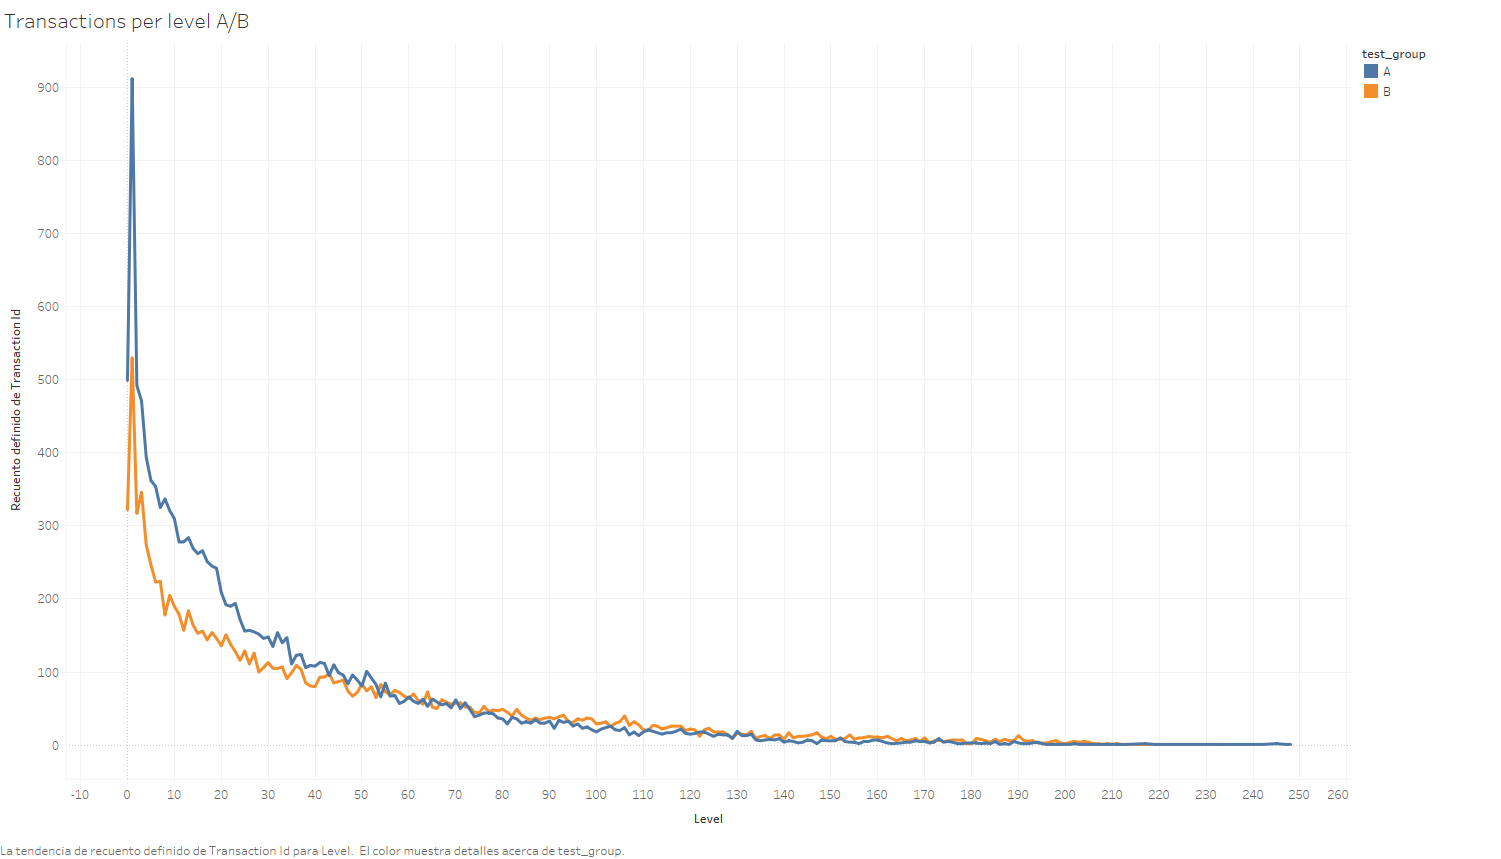 Transactions per level A/B
test_group
A
B
900
800
700
600
500
400
300
200
100
0
Recuento definido de Transaction Id
-10 0 10 20 30 40 50 60 70 80 90 100 110 120 130 140 150 160 170 180 190 200 210 220 230 240 250 260
Level
La tendencia de recuento definido de Transaction Id para Level. El color muestra detalles acerca de test_group.